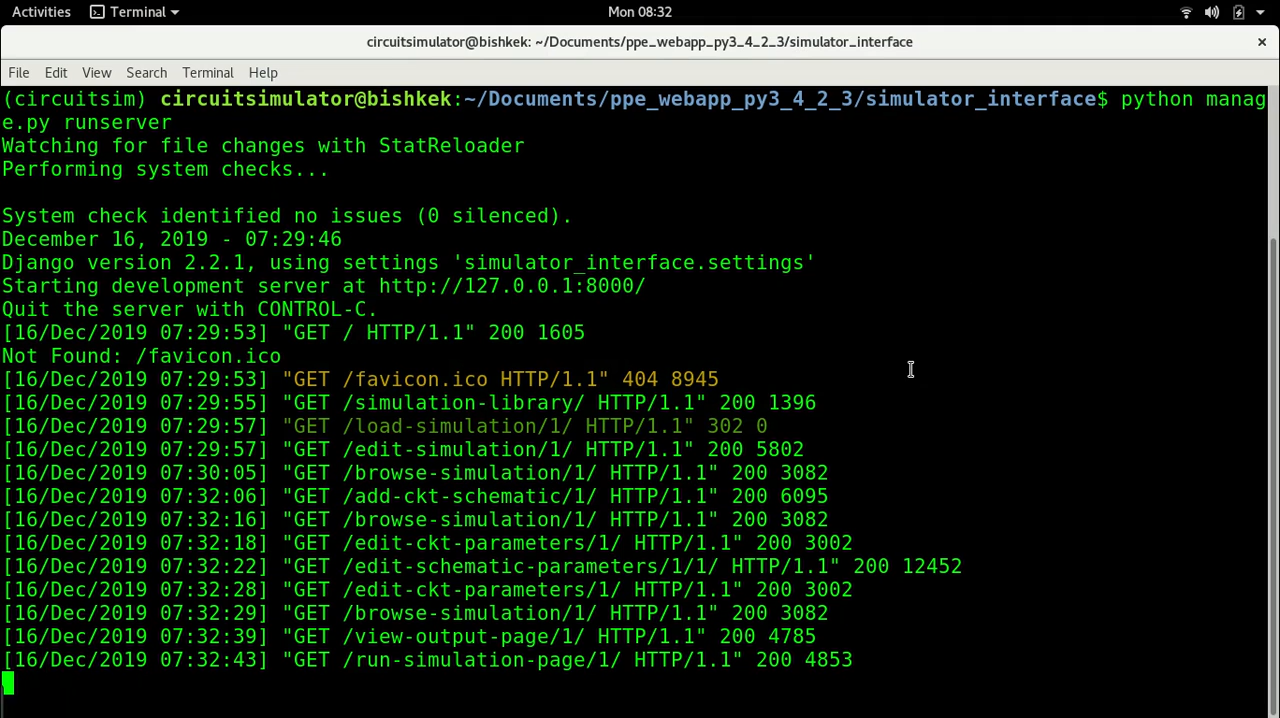 Activities Terminal Mon 08:32
circuitsimulator@bishkek: ~/Documents/ppe_webapp_py3_4_2_3/simulator_interface ×
File Edit View Search Terminal Help
(circuitsim) circuitsimulator@bishkek:~/Documents/ppe_webapp_py3_4_2_3/simulator_interface$ python manag
e.py runserver
Watching for file changes with StatReloader
Performing system checks...
System check identified no issues (0 silenced).
December 16, 2019 - 07:29:46
Django version 2.2.1, using settings 'simulator_interface.settings'
Starting development server at http://127.0.0.1:8000/
Quit the server with CONTROL-C.
[16/Dec/2019 07:29:53] "GET / HTTP/1.1" 200 1605
Not Found: /favicon.ico
[16/Dec/2019 07:29:53] "GET /favicon.ico HTTP/1.1" 404 8945
[16/Dec/2019 07:29:55] "GET /simulation-library/ HTTP/1.1" 200 1396
[16/Dec/2019 07:29:57] "GET /load-simulation/1/ HTTP/1.1" 302 0
[16/Dec/2019 07:29:57] "GET /edit-simulation/1/ HTTP/1.1" 200 5802
[16/Dec/2019 07:30:05] "GET /browse-simulation/1/ HTTP/1.1" 200 3082
[16/Dec/2019 07:32:06] "GET /add-ckt-schematic/1/ HTTP/1.1" 200 6095
[16/Dec/2019 07:32:16] "GET /browse-simulation/1/ HTTP/1.1" 200 3082
[16/Dec/2019 07:32:18] "GET /edit-ckt-parameters/1/ HTTP/1.1" 200 3002
[16/Dec/2019 07:32:22] "GET /edit-schematic-parameters/1/1/ HTTP/1.1" 200 12452
[16/Dec/2019 07:32:28] "GET /edit-ckt-parameters/1/ HTTP/1.1" 200 3002
[16/Dec/2019 07:32:29] "GET /browse-simulation/1/ HTTP/1.1" 200 3082
[16/Dec/2019 07:32:39] "GET /view-output-page/1/ HTTP/1.1" 200 4785
[16/Dec/2019 07:32:43] "GET /run-simulation-page/1/ HTTP/1.1" 200 4853